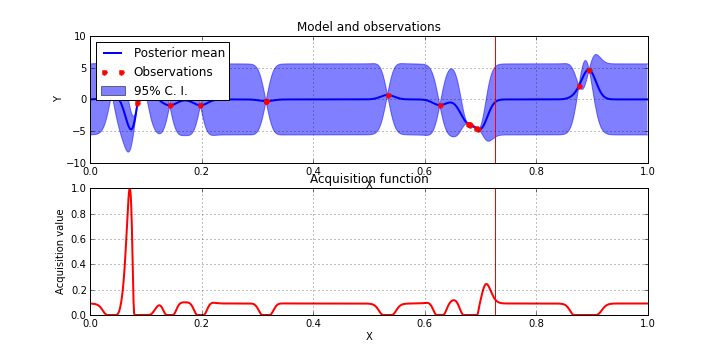 Model and observations
10
5
0
−5
−10
Y
Posterior mean
Observations
95% C. I.
0.0 0.2 0.4 0.6 0.8 1.0
X
Acquisition function
1.0
0.8
0.6
0.4
0.2
0.0
Acquisition value
0.0 0.2 0.4 0.6 0.8 1.0
X